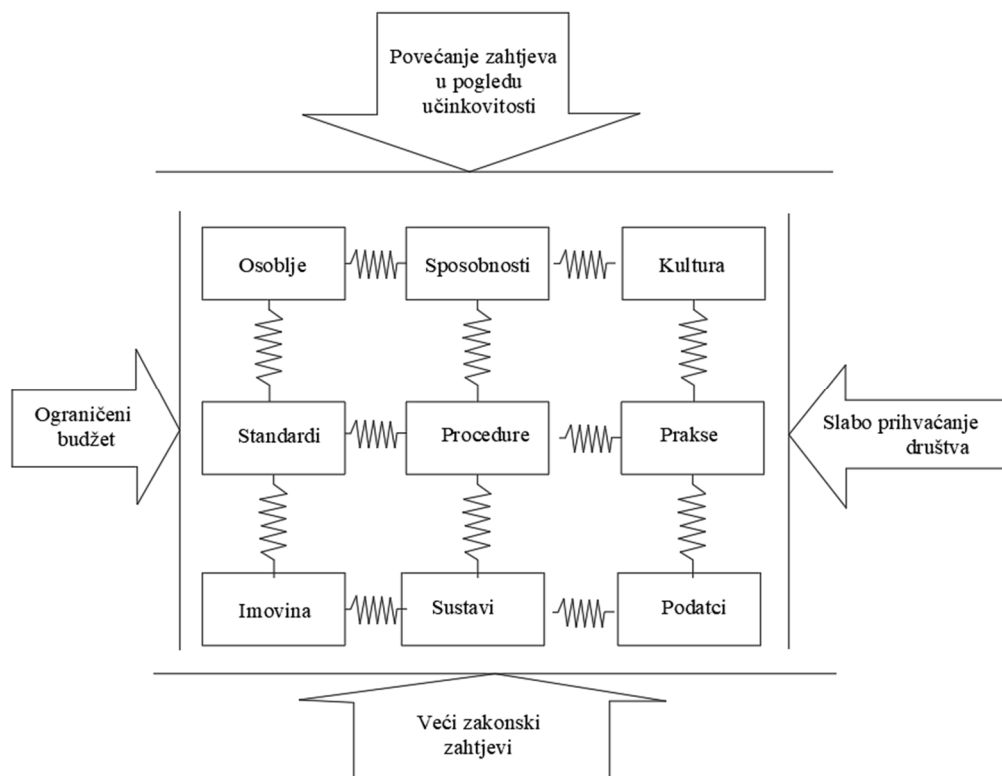 Povećanje zahtjeva
u pogledu
učinkovitosti
Osoblje
Sposobnosti
Kultura
Ograničeni
budžet
Standardi
Procedure
Prakse
Slabo prihvaćanje
društva
Imovina
Sustavi
Podatci
Veći zakonski
zahtjevi